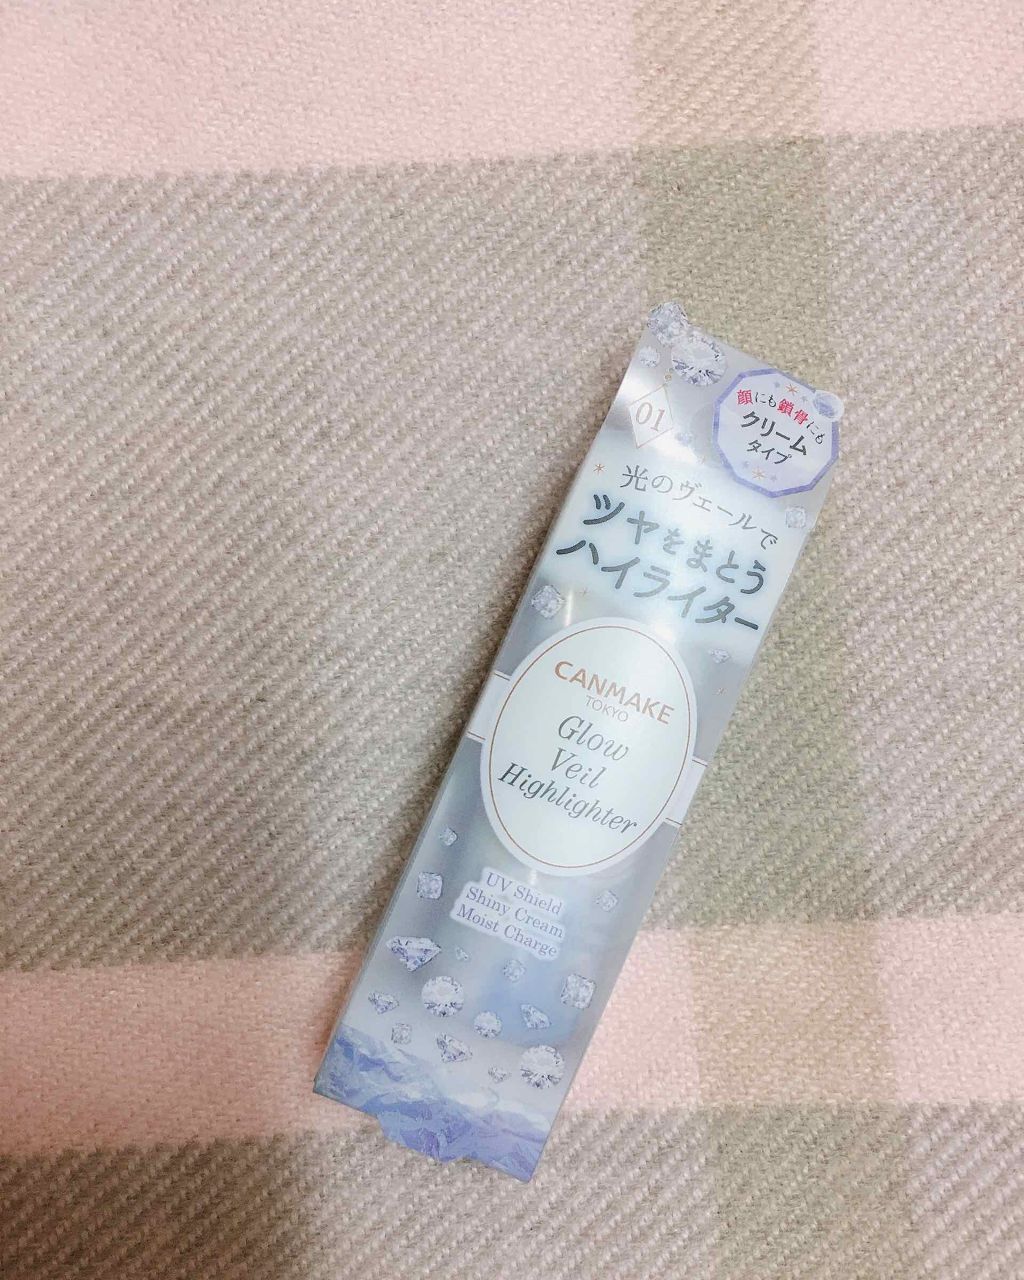 01
顔にも鎖骨にも
クリーム
タイプ
光のヴェールで
ツヤをまとう
ハイライター
CANMAKE
TOKYO
Glow
Veil
Highlighter
UV Shield
Shiny Cream
Moist Charge